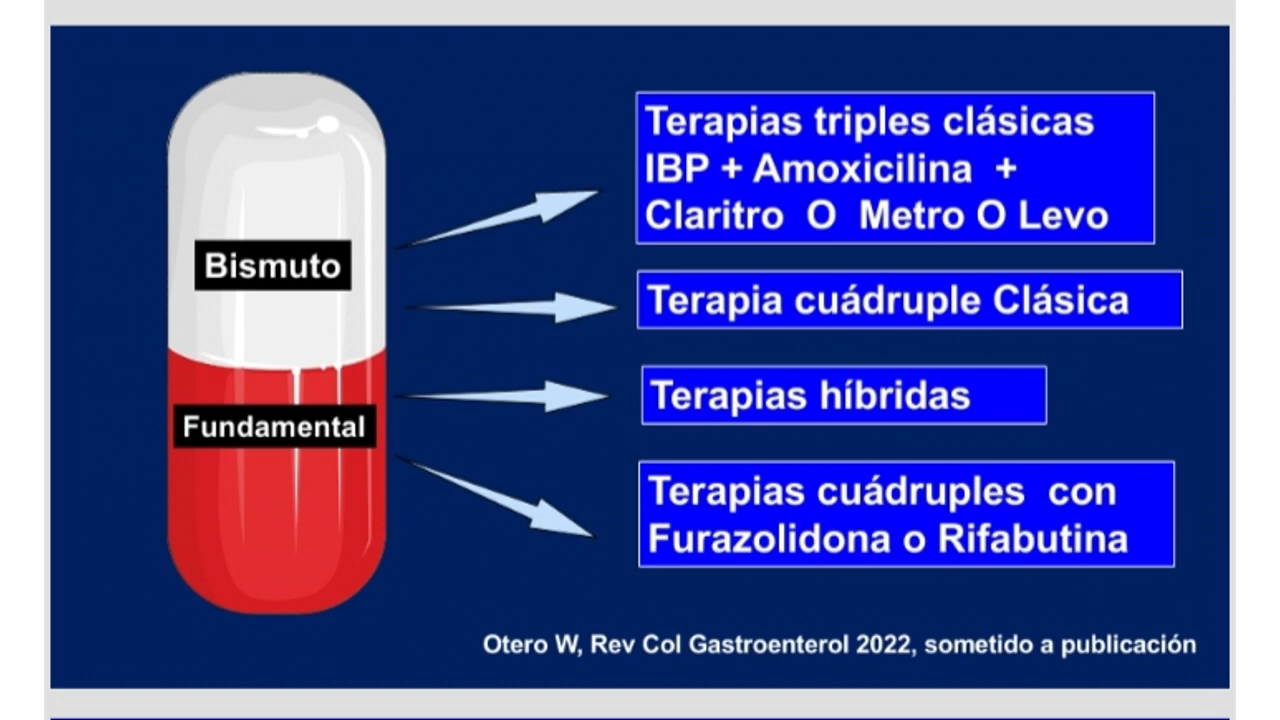 Bismuto
Fundamental
Terapias triples clásicas
IBP + Amoxicilina +
Claritro O Metro O Levo
Terapia cuádruple Clásica
Terapias híbridas
Terapias cuádruples con
Furazolidona o Rifabutina
Otero W, Rev Col Gastroenterol 2022, sometido a publicación